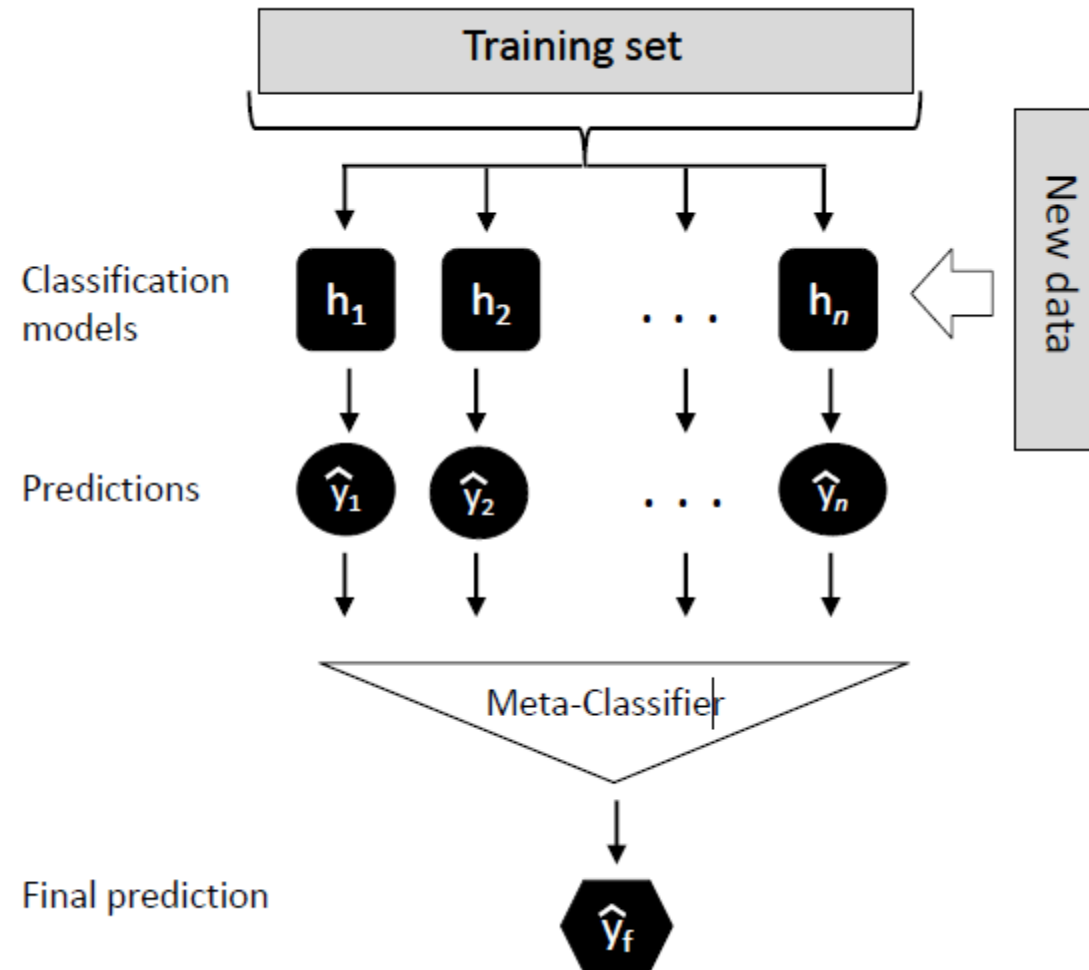 Training set
New data
Classification
models
h₁ h₂ . . . hₙ
Predictions
ŷ₁ ŷ₂ . . . ŷₙ
Meta-Classifier
Final prediction
ŷf